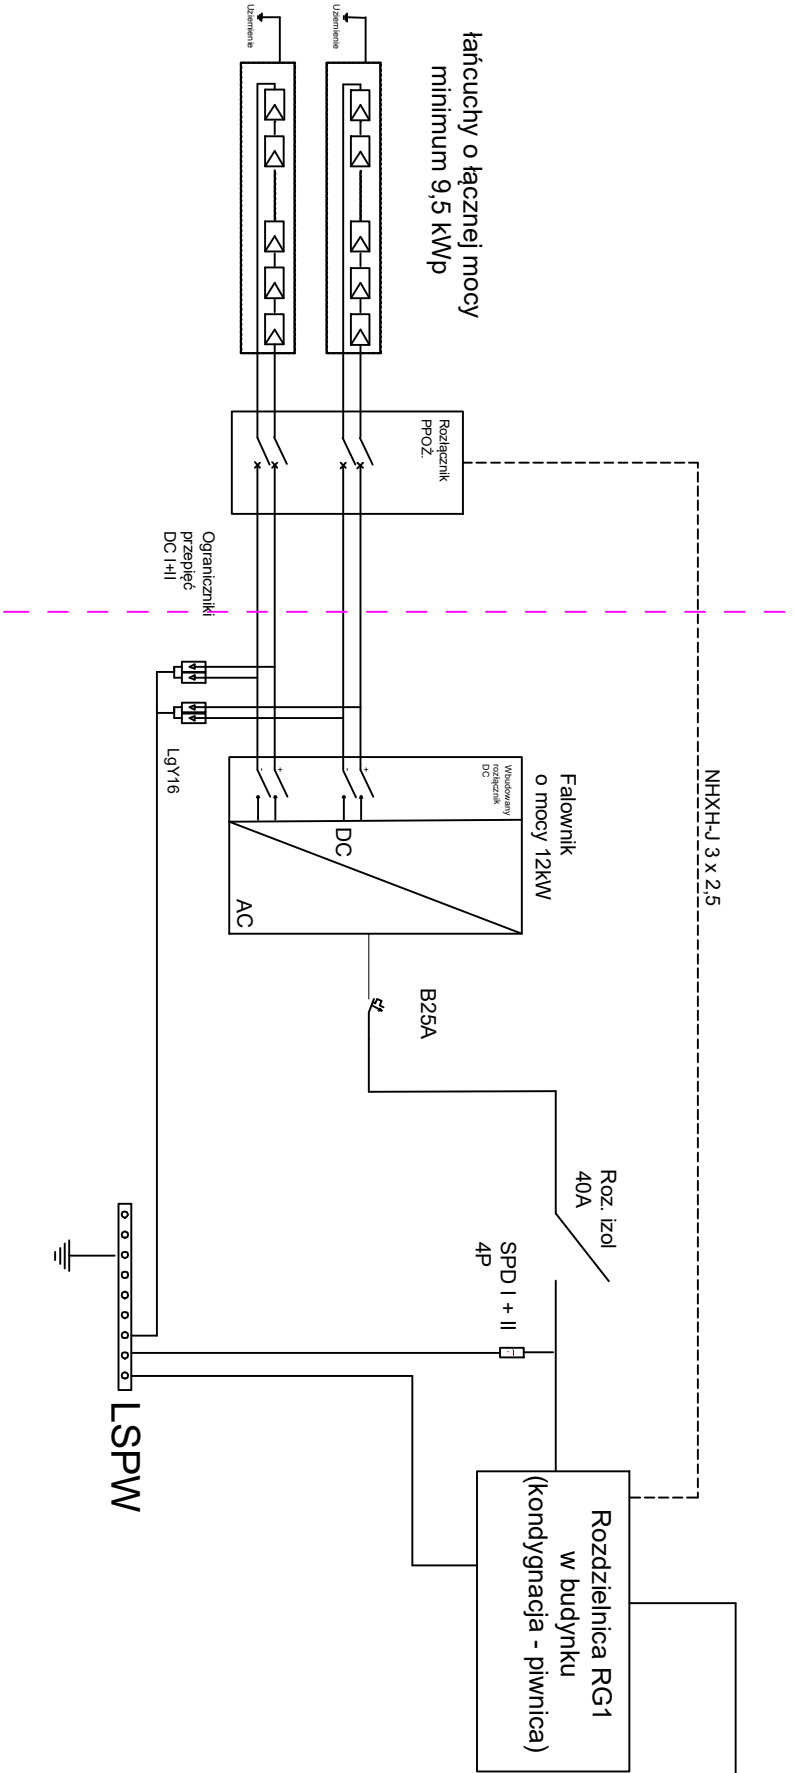 Uziemienie
Uziemienie
łańcuchy o łącznej mocy
minimum 9,5 kWp
Rozłącznik
PPOŻ.
Ograniczniki
przepięć
DC I+II
LgY16
NHXH-J 3 x 2,5
Falownik
o mocy 12kW
Wbudowany
rozłącznik
DC
+
-
+
-
DC
AC
B25A
Roz. izol
40A
SPD I + II
4P
LSPW
Rozdzielnica RG1
w budynku
(kondygnacja - piwnica)